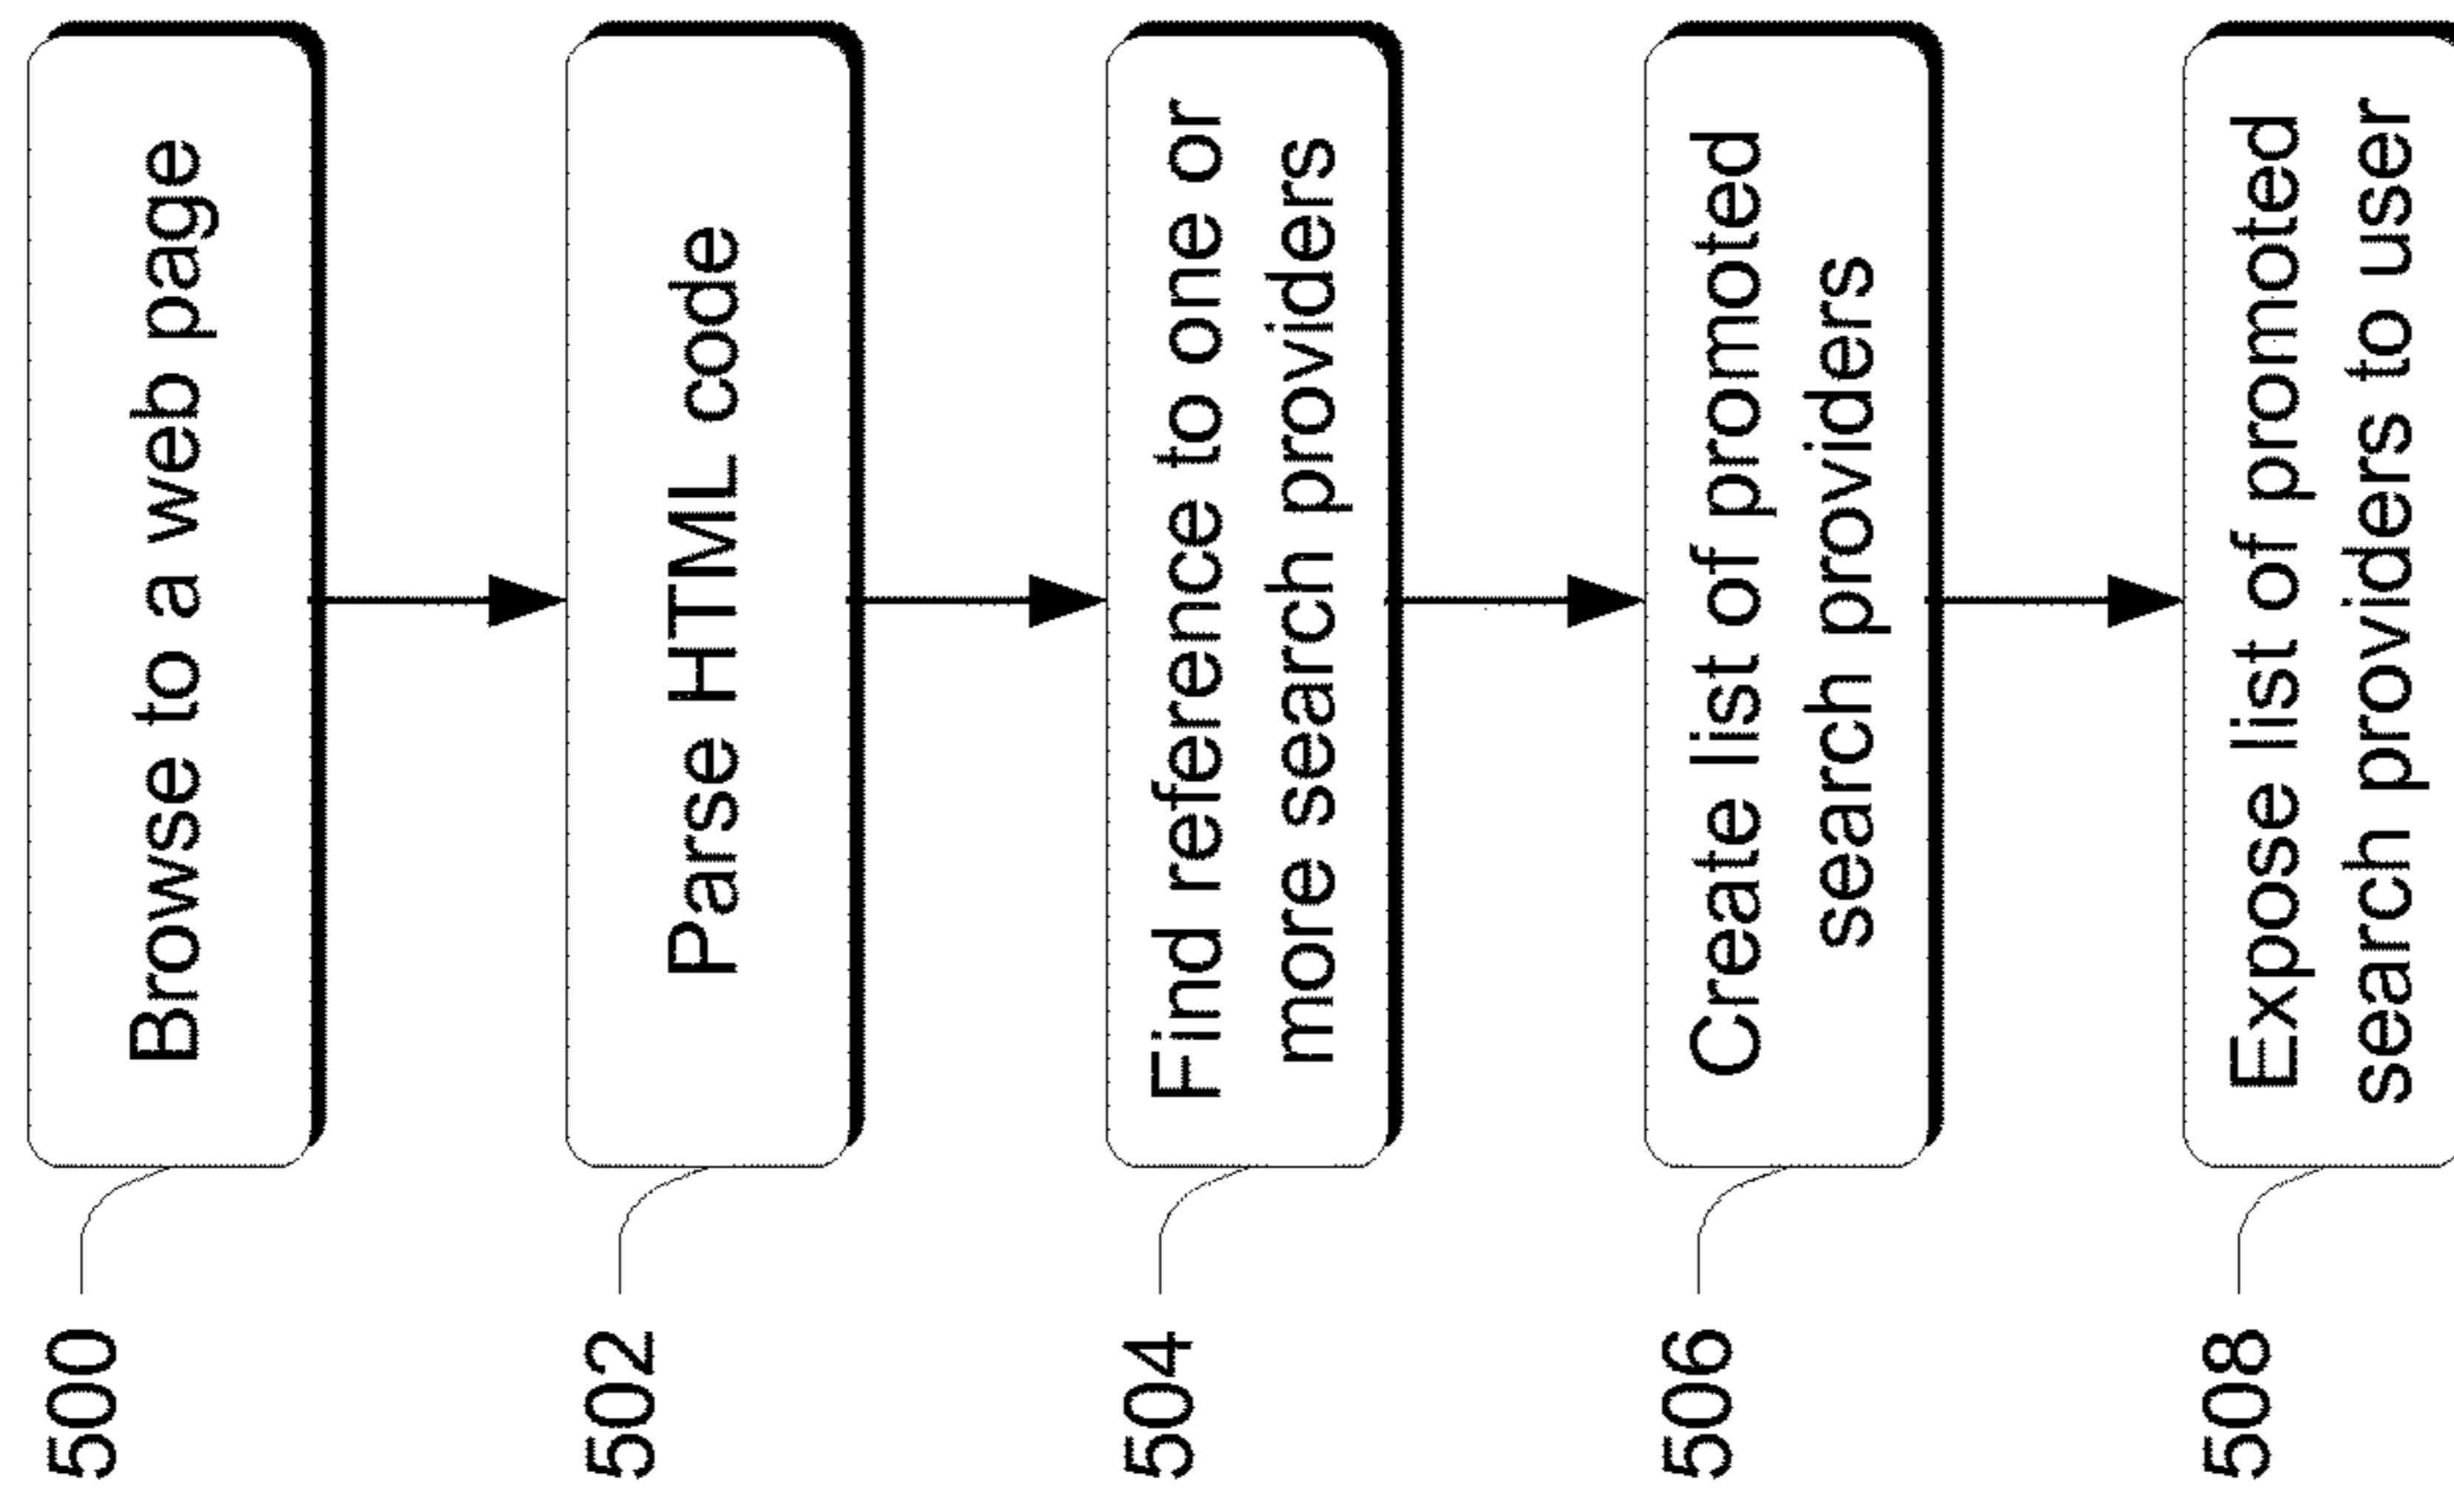 500
Browse to a web page
502
Parse HTML code
504
Find reference to one or
more search providers
506
Create list of promoted
search providers
508
Expose list of promoted
search providers to user